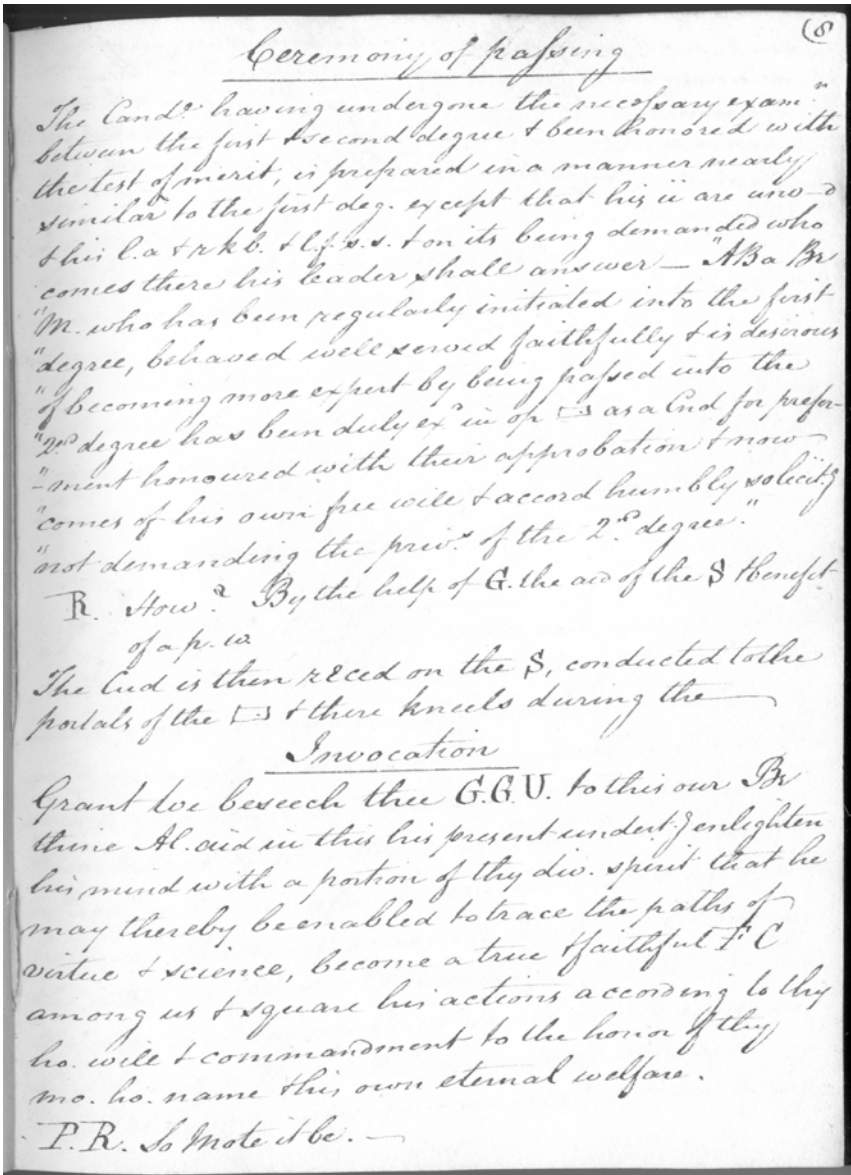 (8
Ceremony of passing
The Cand.e having undergone the necessary exam.n
between the first & second degree & been honored with
the test of merit, is prepared in a manner nearly
similar to the first deg. except that his ii are uno-d
& his l.a & r k b. & l.f. s.s. & on its being demanded who
comes there his leader shall answer — "A B a Br
"M. who has been regularly initiated into the first
"degree, behaved well served faithfully & is desirous
"of becoming more expert by being passed into the
"2.nd degree has been duly ex.d in op ▭ as a Cnd for prefer-
"-ment honoured with their approbation & now
"comes of his own free will & accord humbly solicit.g
"not demanding the priv.s of the 2.nd degree."
R. How? By the help of G. the aid of the S & benefit
of a p. w.
The Cnd is then reced on the S, conducted to the
portals of the ▭ & there kneels during the
Invocation
Grant we beseech thee G.G.U. to this our Br
thine Al. aid in this his present undert.g enlighten
his mind with a portion of thy div. spirit that he
may thereby be enabled to trace the paths of
virtue & science, become a true & faithful F C
among us & square his actions according to thy
ho. will & commandment to the honor of thy
mo. ho. name & his own eternal welfare.
P.R. So Mote it be. —